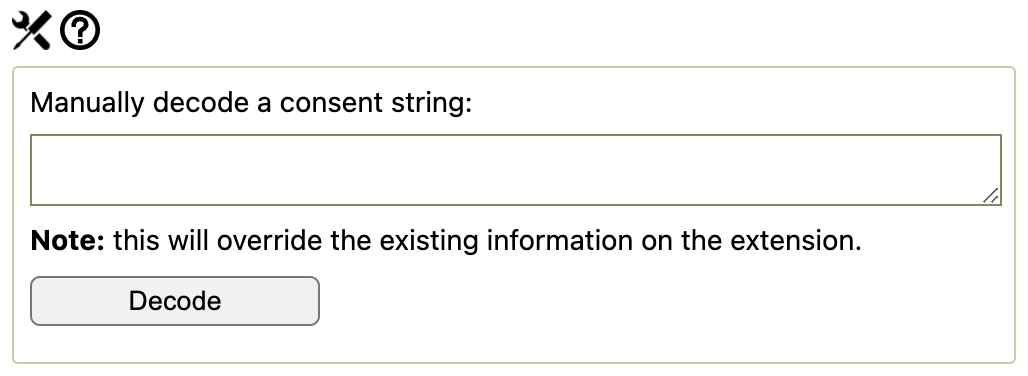 Manually decode a consent string:
Note: this will override the existing information on the extension.
Decode